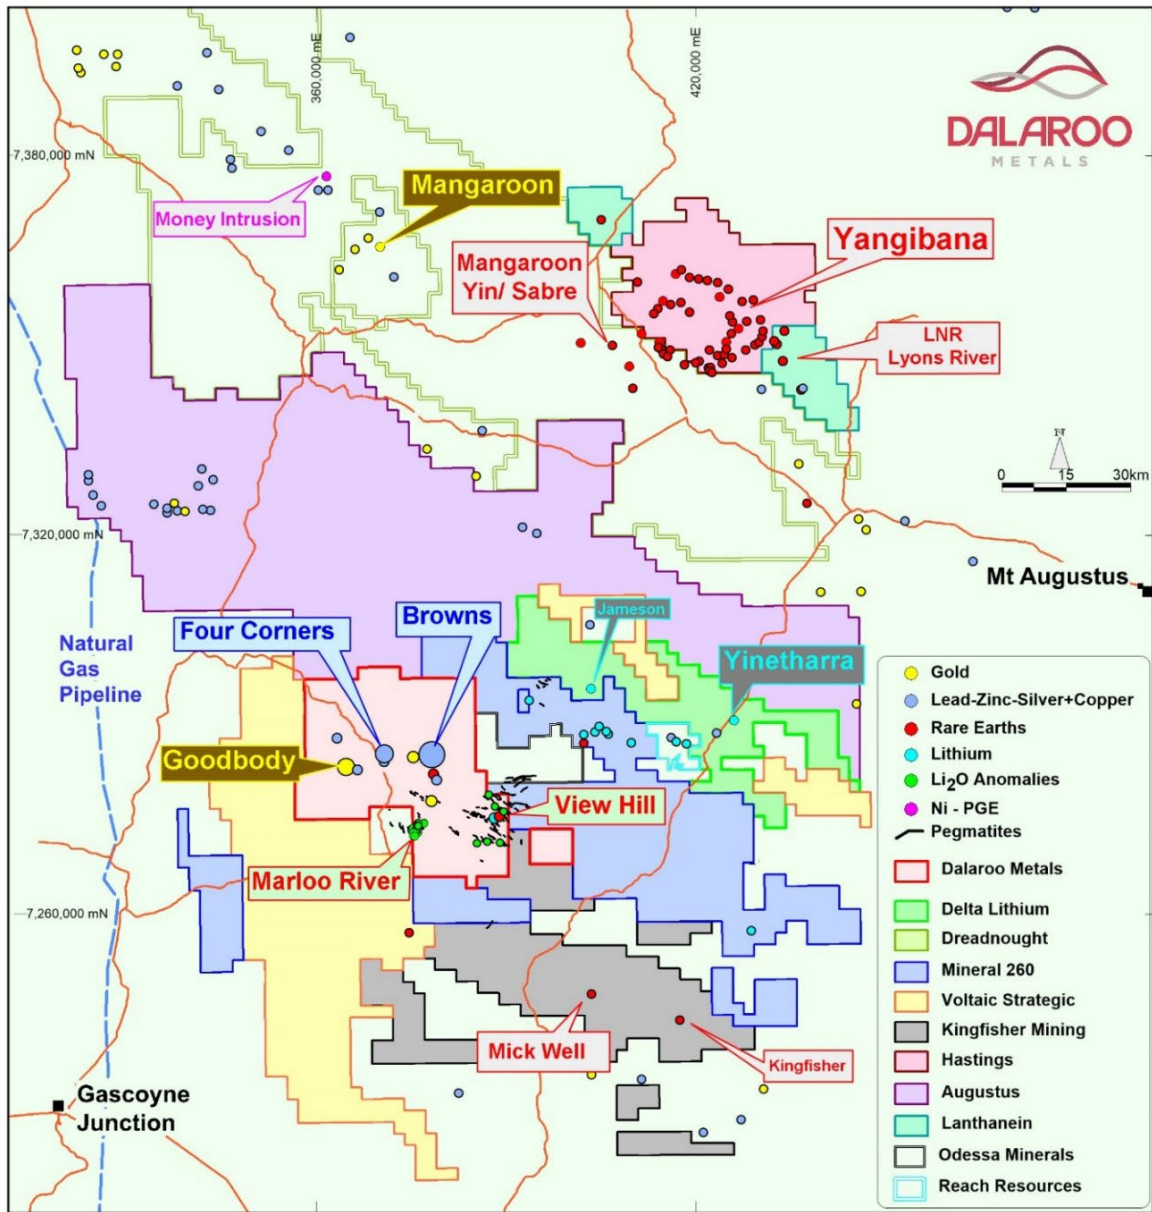 360,000 mE
420,000 mE
DALAROO
METALS
7,380,000 mN
Mangaroon
Money Intrusion
Yangibana
Mangaroon
Yin/ Sabre
LNR
Lyons River
N
0 15 30km
7,320,000 mN
Mt Augustus
Jameson
Four Corners
Browns
Natural
Gas
Pipeline
Yinetharra
Goodbody
View Hill
Marloo River
7,260,000 mN
Mick Well
Kingfisher
Gascoyne
Junction
Gold
Lead-Zinc-Silver+Copper
Rare Earths
Lithium
Li2O Anomalies
Ni - PGE
Pegmatites
Dalaroo Metals
Delta Lithium
Dreadnought
Mineral 260
Voltaic Strategic
Kingfisher Mining
Hastings
Augustus
Lanthanein
Odessa Minerals
Reach Resources